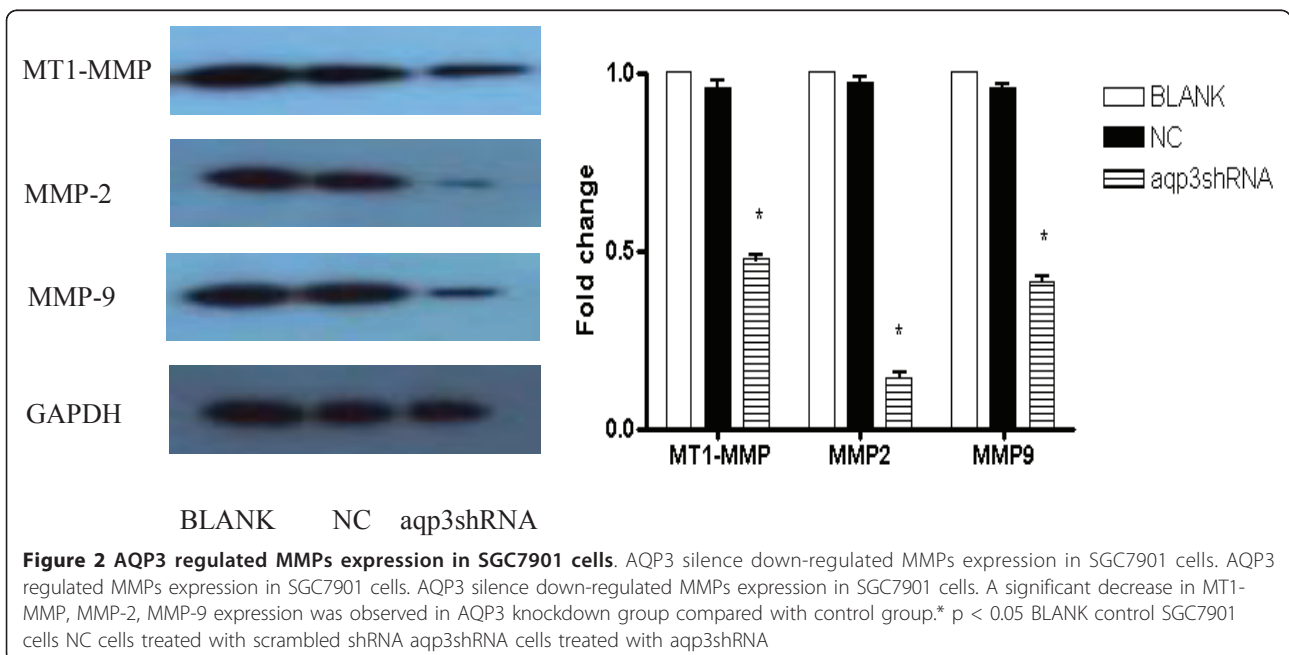 MT1-MMP
MMP-2
MMP-9
GAPDH
BLANK NC aqp3shRNA
Fold change
1.0
0.5
0.0
* * *
MT1-MMP MMP2 MMP9
BLANK
NC
aqp3shRNA
Figure 2 AQP3 regulated MMPs expression in SGC7901 cells. AQP3 silence down-regulated MMPs expression in SGC7901 cells. AQP3
regulated MMPs expression in SGC7901 cells. AQP3 silence down-regulated MMPs expression in SGC7901 cells. A significant decrease in MT1-
MMP, MMP-2, MMP-9 expression was observed in AQP3 knockdown group compared with control group.* p < 0.05 BLANK control SGC7901
cells NC cells treated with scrambled shRNA aqp3shRNA cells treated with aqp3shRNA